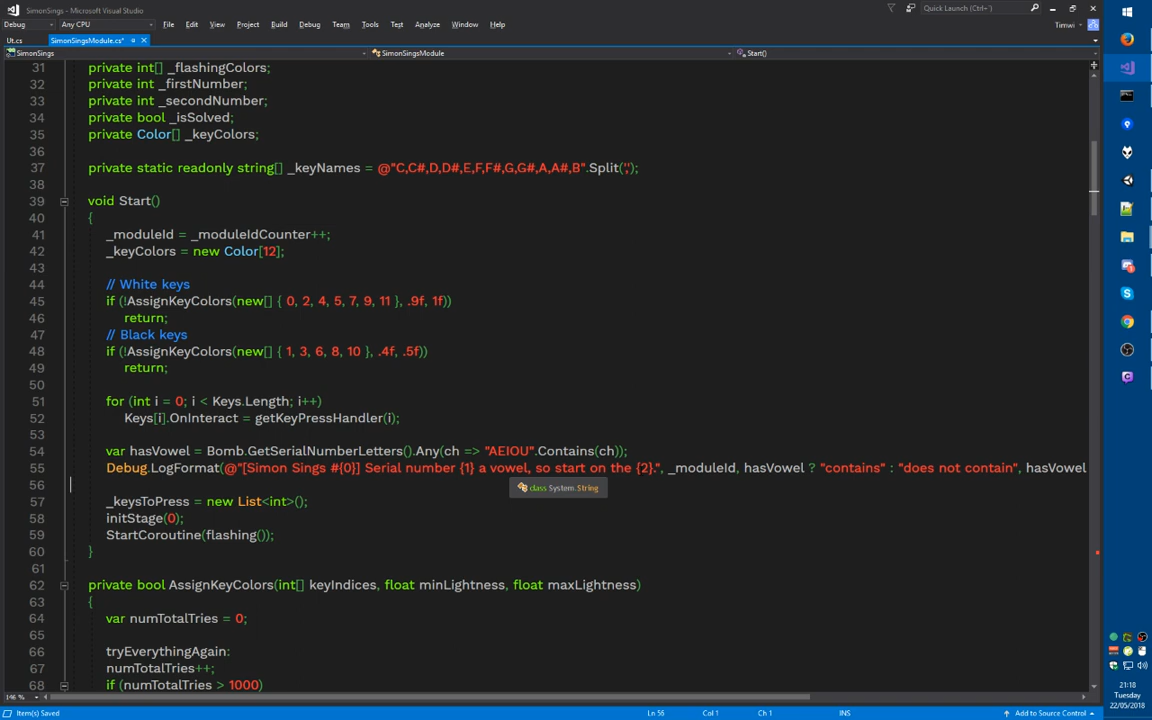 SimonSings - Microsoft Visual Studio
Quick Launch (Ctrl+')
File Edit View Project Build Debug Team Tools Test Analyze Window Help
Timwi
Debug Any CPU
Ut.cs SimonSingsModule.cs*
SimonSings SimonSingsModule Start()
31 private int[] _flashingColors;
32 private int _firstNumber;
33 private int _secondNumber;
34 private bool _isSolved;
35 private Color[] _keyColors;
36
37 private static readonly string[] _keyNames = @"C,C#,D,D#,E,F,F#,G,G#,A,A#,B".Split(',');
38
39 void Start()
40 {
41 _moduleId = _moduleIdCounter++;
42 _keyColors = new Color[12];
43
44 // White keys
45 if (!AssignKeyColors(new[] { 0, 2, 4, 5, 7, 9, 11 }, .9f, 1f))
46 return;
47 // Black keys
48 if (!AssignKeyColors(new[] { 1, 3, 6, 8, 10 }, .4f, .5f))
49 return;
50
51 for (int i = 0; i < Keys.Length; i++)
52 Keys[i].OnInteract = getKeyPressHandler(i);
53
54 var hasVowel = Bomb.GetSerialNumberLetters().Any(ch => "AEIOU".Contains(ch));
55 Debug.LogFormat(@"[Simon Sings #{0}] Serial number {1} a vowel, so start on the {2}.", _moduleId, hasVowel ? "contains" : "does not contain", hasVowel
56
class System.String
57 _keysToPress = new List<int>();
58 initStage(0);
59 StartCoroutine(flashing());
60 }
61
62 private bool AssignKeyColors(int[] keyIndices, float minLightness, float maxLightness)
63 {
64 var numTotalTries = 0;
65
66 tryEverythingAgain:
67 numTotalTries++;
68 if (numTotalTries > 1000)
146 %
Item(s) Saved Ln 56 Col 1 Ch 1 INS Add to Source Control
21:18
Tuesday
22/05/2018